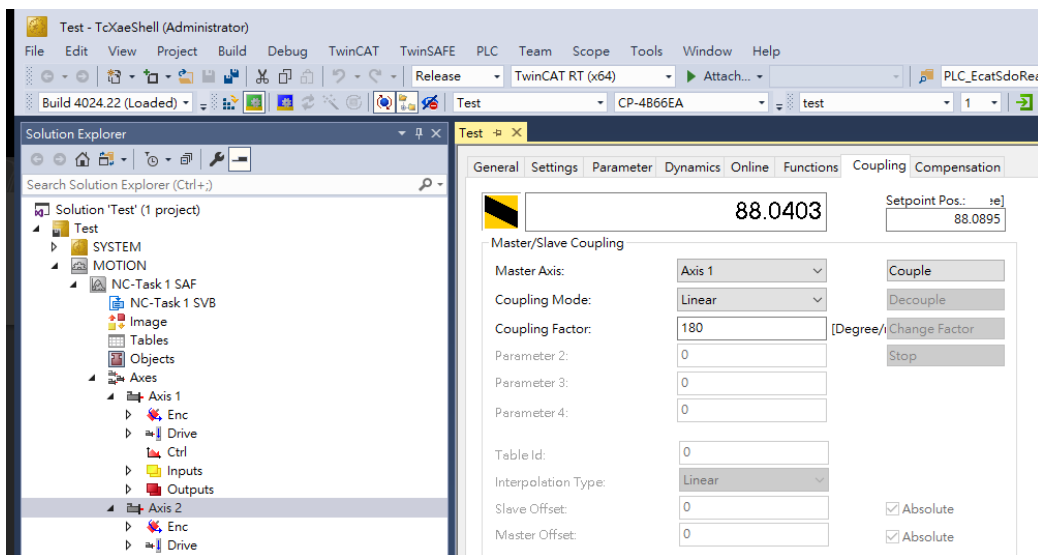 Test - TcXaeShell (Administrator)
File Edit View Project Build Debug TwinCAT TwinSAFE PLC Team Scope Tools Window Help
Release TwinCAT RT (x64) Attach... PLC_EcatSdoRea
Build 4024.22 (Loaded) Test CP-4B66EA test 1
Solution Explorer
Search Solution Explorer (Ctrl+;)
Solution 'Test' (1 project)
Test
SYSTEM
MOTION
NC-Task 1 SAF
NC-Task 1 SVB
Image
Tables
Objects
Axes
Axis 1
Enc
Drive
Ctrl
Inputs
Outputs
Axis 2
Enc
Drive
Test
General Settings Parameter Dynamics Online Functions Coupling Compensation
88.0403
Setpoint Pos.:
88.0895
Master/Slave Coupling
Master Axis: Axis 1 Couple
Coupling Mode: Linear Decouple
Coupling Factor: 180 [Degree/ Change Factor
Parameter 2: 0 Stop
Parameter 3: 0
Parameter 4: 0
Table Id: 0
Interpolation Type: Linear
Slave Offset: 0 Absolute
Master Offset: 0 Absolute